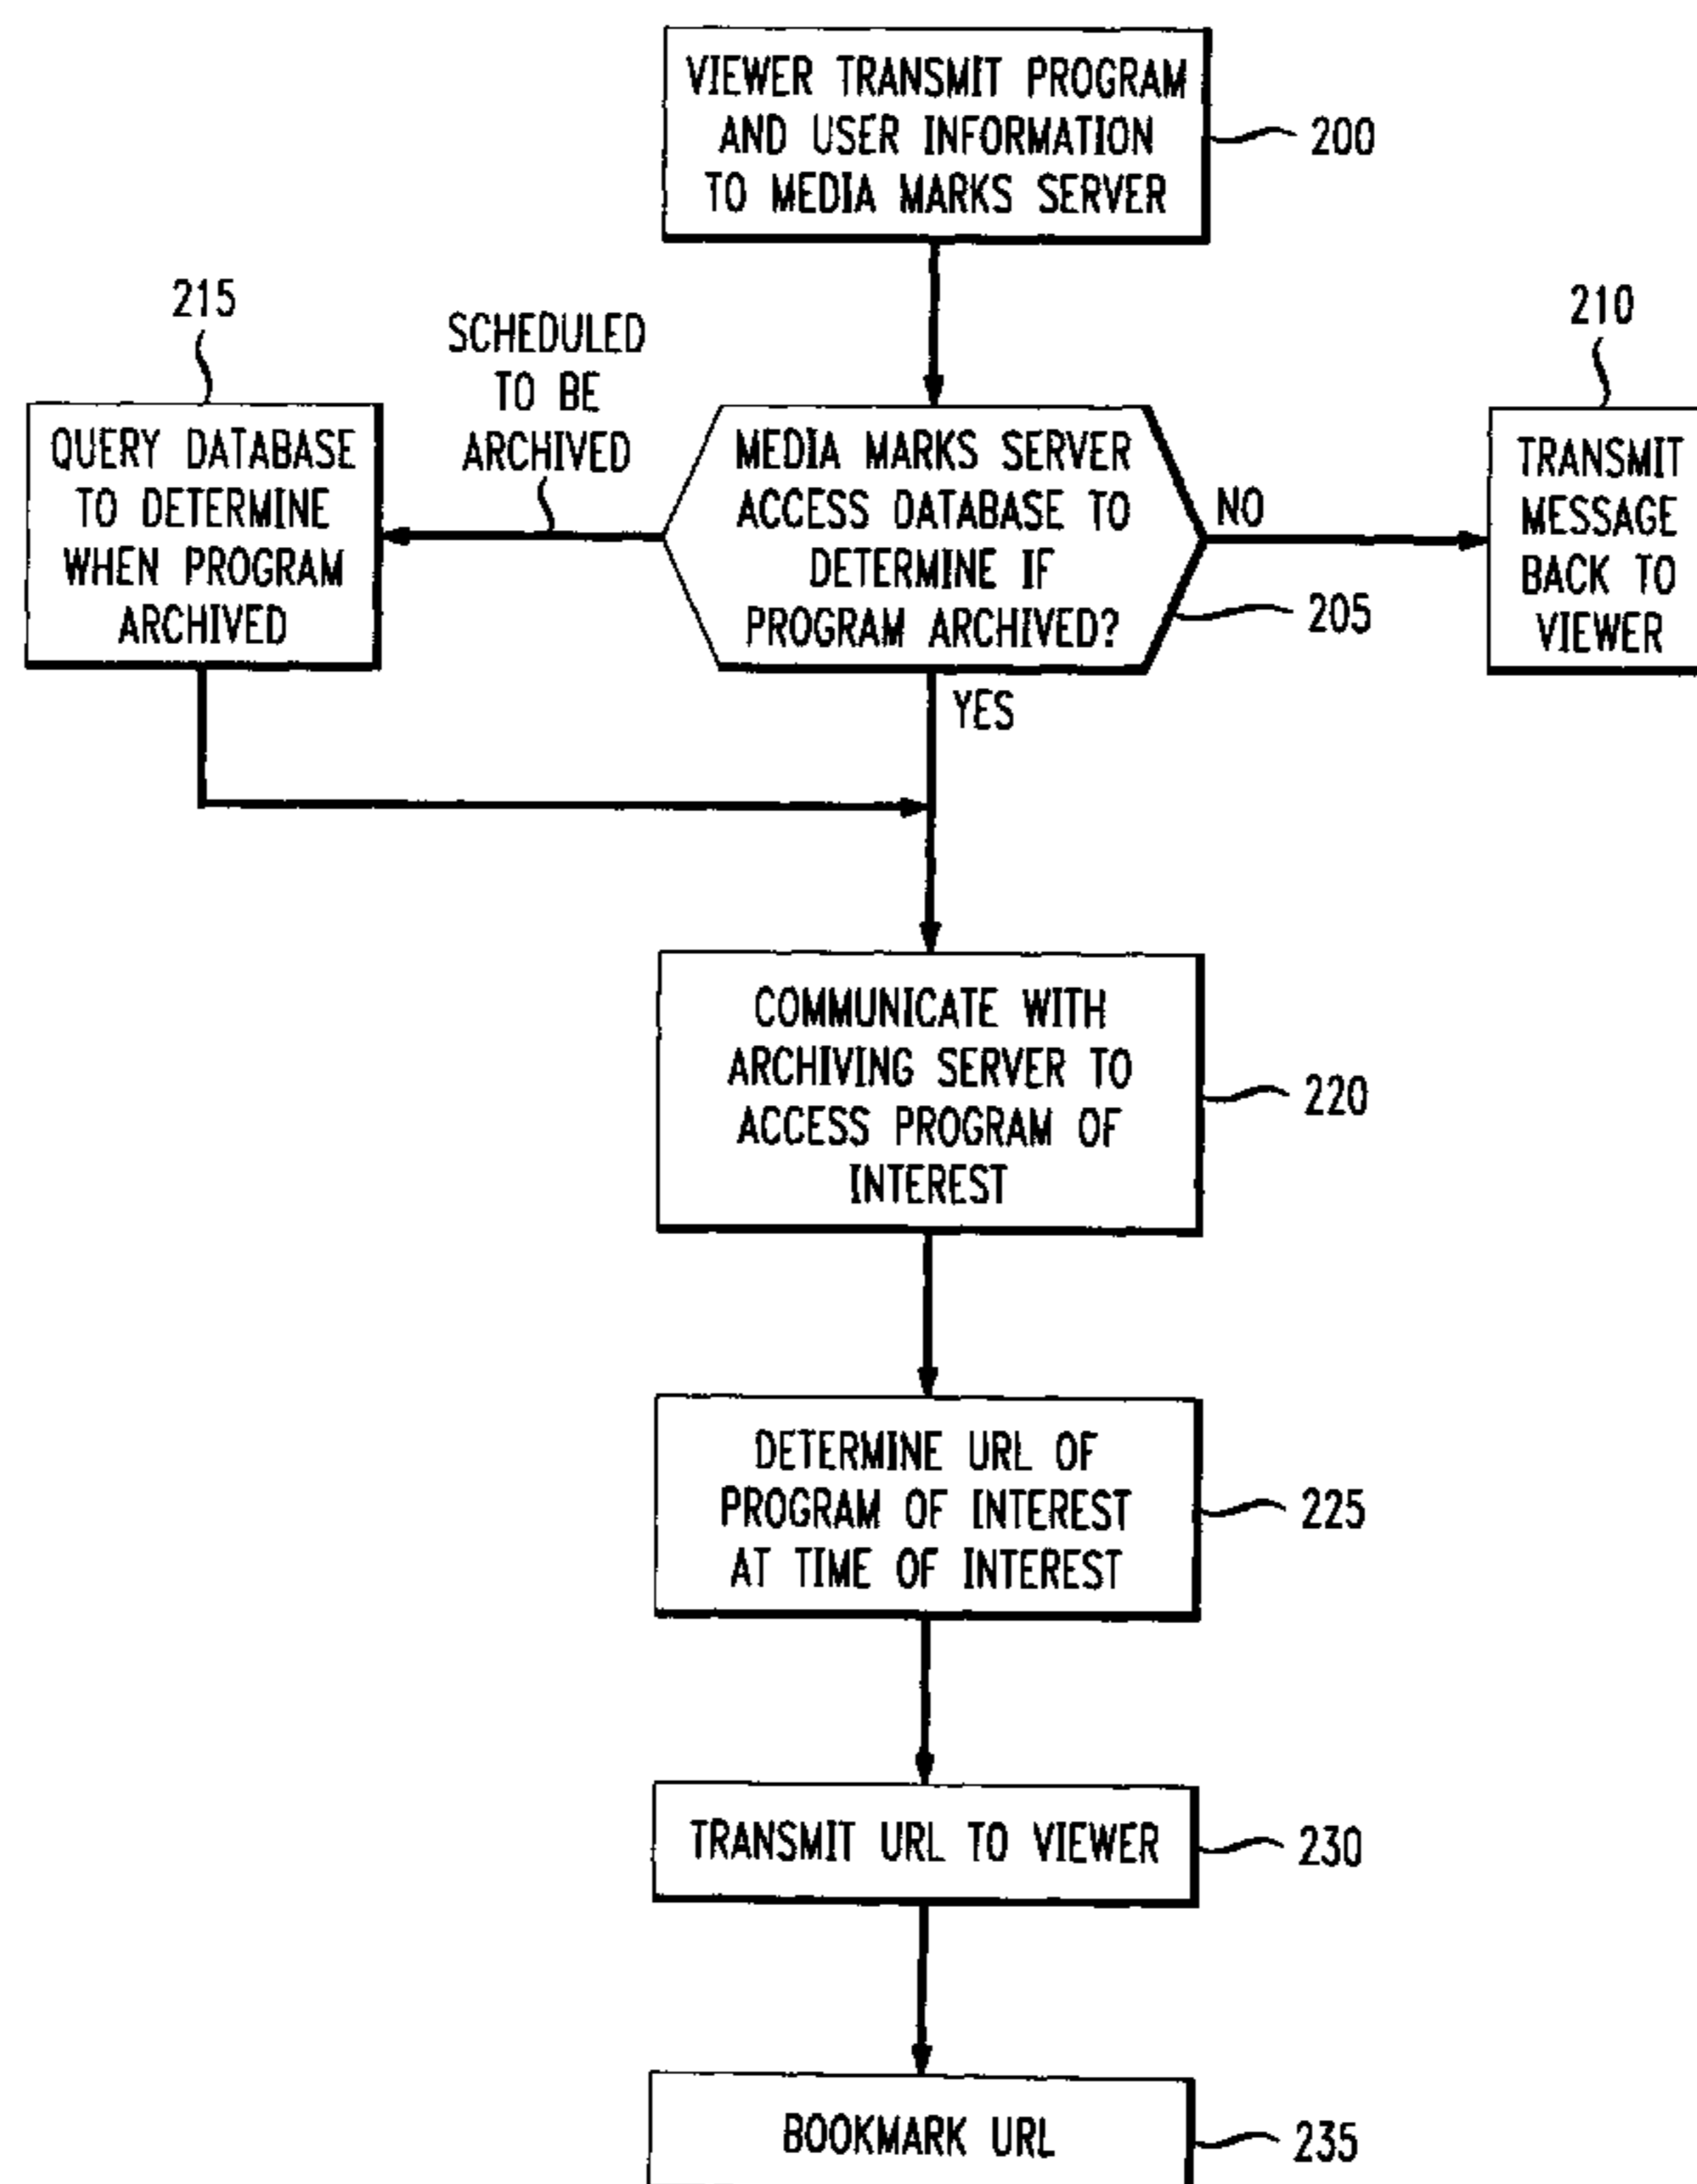 VIEWER TRANSMIT PROGRAM
AND USER INFORMATION
TO MEDIA MARKS SERVER
200
215
SCHEDULED
TO BE
ARCHIVED
210
QUERY DATABASE
TO DETERMINE
WHEN PROGRAM
ARCHIVED
MEDIA MARKS SERVER
ACCESS DATABASE TO
DETERMINE IF
PROGRAM ARCHIVED?
NO
205
TRANSMIT
MESSAGE
BACK TO
VIEWER
YES
COMMUNICATE WITH
ARCHIVING SERVER TO
ACCESS PROGRAM OF
INTEREST
220
DETERMINE URL OF
PROGRAM OF INTEREST
AT TIME OF INTEREST
225
TRANSMIT URL TO VIEWER
230
BOOKMARK URL
235